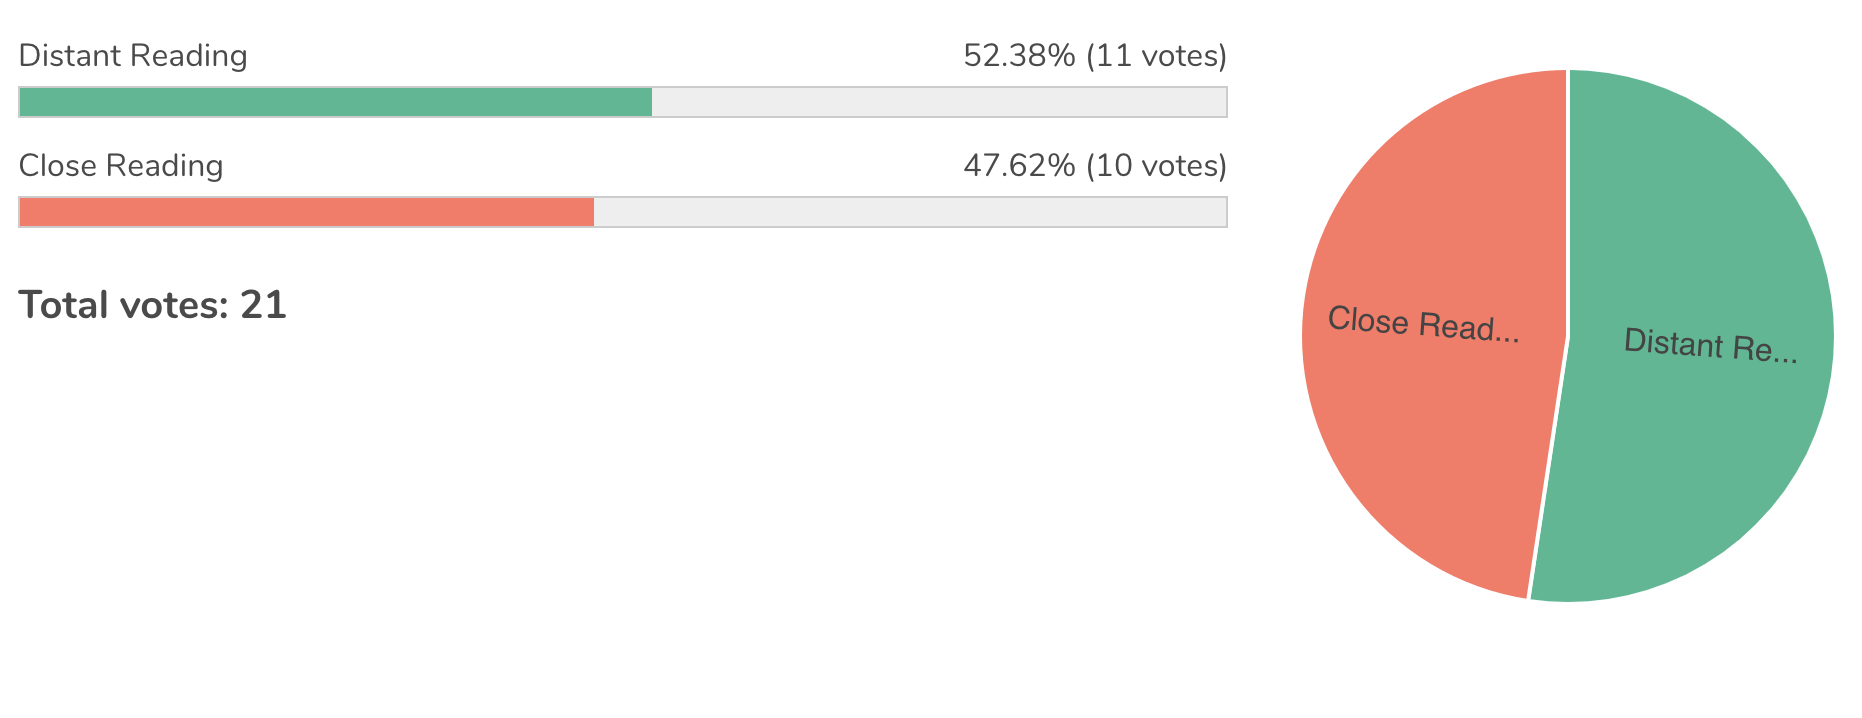 Distant Reading 52.38% (11 votes)
Close Reading 47.62% (10 votes)
Total votes: 21
Close Read...
Distant Re...